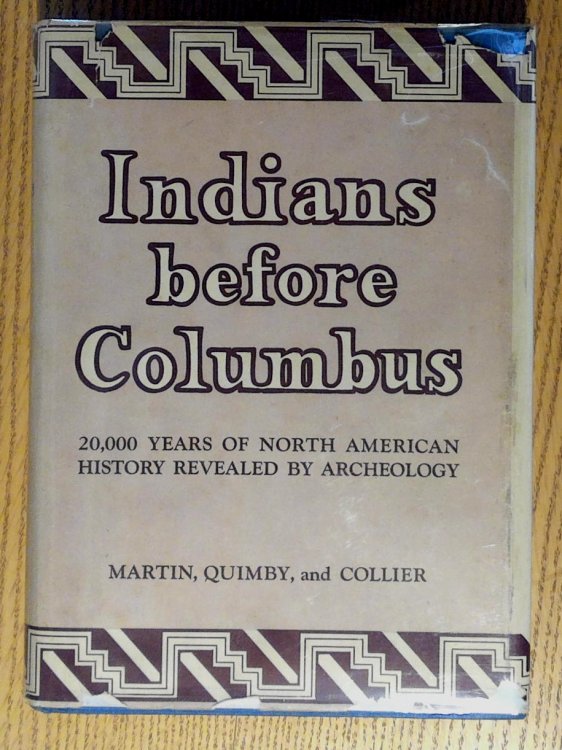 Indians
before
Columbus
20,000 YEARS OF NORTH AMERICAN
HISTORY REVEALED BY ARCHEOLOGY
MARTIN, QUIMBY, and COLLIER